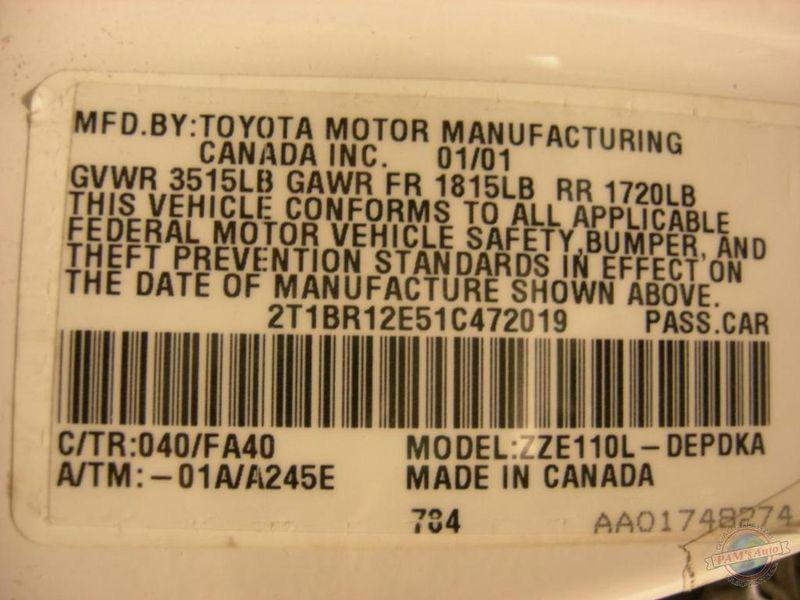 MFD.BY:TOYOTA MOTOR MANUFACTURING
CANADA INC. 01/01
GVWR 3515LB GAWR FR 1815LB RR 1720LB
THIS VEHICLE CONFORMS TO ALL APPLICABLE
FEDERAL MOTOR VEHICLE SAFETY,BUMPER, AND
THEFT PREVENTION STANDARDS IN EFFECT ON
THE DATE OF MANUFACTURE SHOWN ABOVE.
2T1BR12E51C472019 PASS.CAR
C/TR:040/FA40 MODEL:ZZE110L-DEPDKA
A/TM:-01A/A245E MADE IN CANADA
784 AA01748274
PAM's Auto